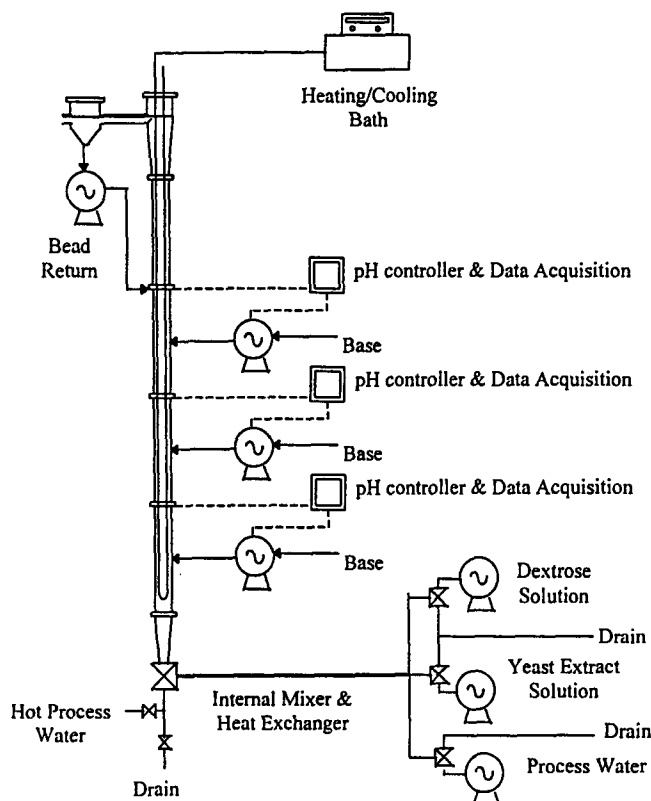 Heating/Cooling
Bath
Bead
Return
pH controller & Data Acquisition
Base
pH controller & Data Acquisition
Base
pH controller & Data Acquisition
Base
Dextrose
Solution
Drain
Yeast Extract
Solution
Internal Mixer &
Heat Exchanger
Hot Process
Water
Drain
Process Water
Drain